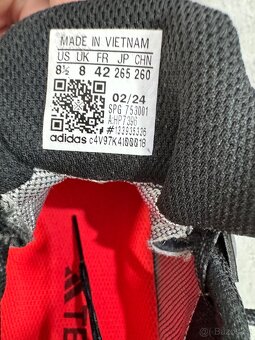 MADE IN VIETNAM
US UK FR JP CHN
8½ 8 42 265 260
02/24
SPG 753001
adidas
TE